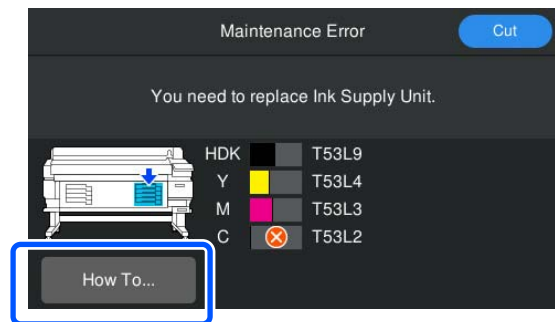 Maintenance Error
Cut
You need to replace Ink Supply Unit.
HDK T53L9
Y T53L4
M T53L3
C T53L2
How To...